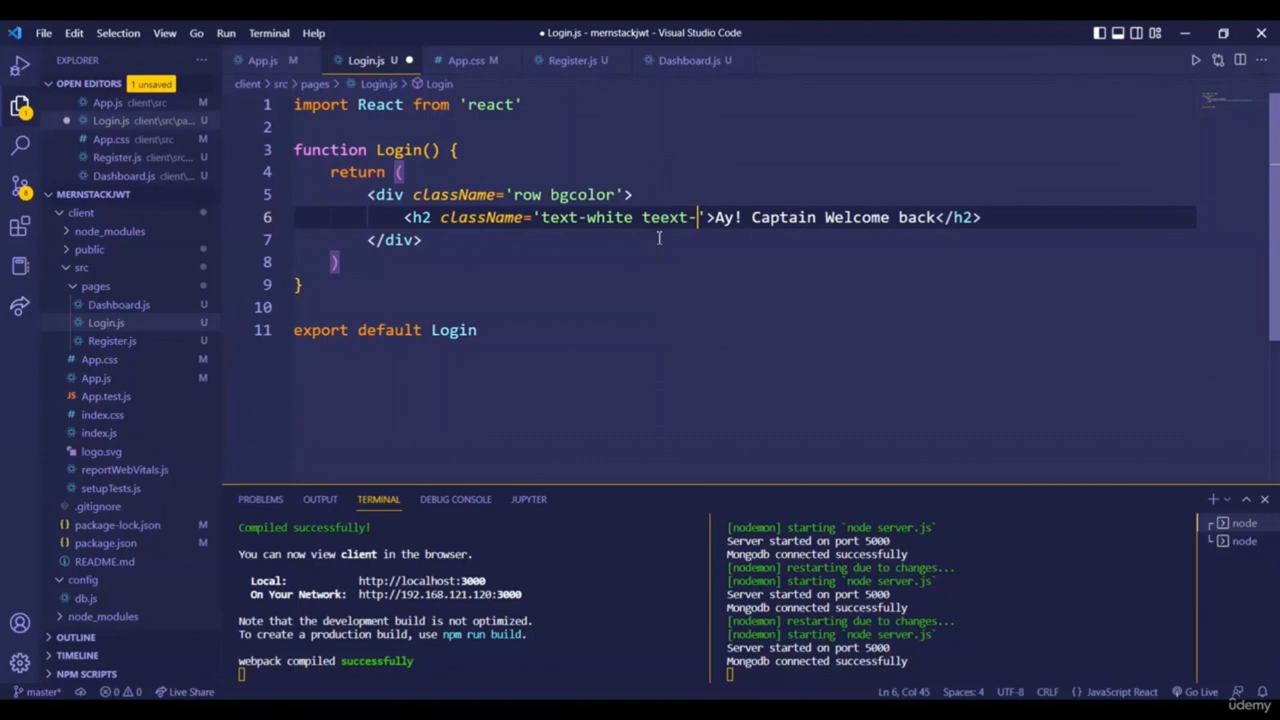 File Edit Selection View Go Run Terminal Help
● Login.js - mernstackjwt - Visual Studio Code
EXPLORER
OPEN EDITORS 1 unsaved
App.js client\src M
Login.js client\src\pa... U
App.css client\src M
Register.js client\src... U
Dashboard.js client\... U
MERNSTACKJWT
client
node_modules
public
src
pages
Dashboard.js U
Login.js U
Register.js U
App.css M
App.js M
App.test.js
index.css
index.js
logo.svg
reportWebVitals.js
setupTests.js
.gitignore
package-lock.json M
package.json M
README.md
config
db.js
node_modules
OUTLINE
TIMELINE
NPM SCRIPTS
App.js M Login.js U ● App.css M Register.js U Dashboard.js U
client > src > pages > Login.js > Login
1 import React from 'react'
2
3 function Login() {
4 return (
5 <div className='row bgcolor'>
6 <h2 className='text-white teext-'>Ay! Captain Welcome back</h2>
7 </div>
8 )
9 }
10
11 export default Login
PROBLEMS OUTPUT TERMINAL DEBUG CONSOLE JUPYTER
Compiled successfully!
You can now view client in the browser.
Local: http://localhost:3000
On Your Network: http://192.168.121.120:3000
Note that the development build is not optimized.
To create a production build, use npm run build.
webpack compiled successfully
[nodemon] starting `node server.js`
Server started on port 5000
Mongodb connected successfully
[nodemon] restarting due to changes...
[nodemon] starting `node server.js`
Server started on port 5000
Mongodb connected successfully
[nodemon] restarting due to changes...
[nodemon] starting `node server.js`
Server started on port 5000
Mongodb connected successfully
node
node
master* 0 0 Live Share
Ln 6, Col 45 Spaces: 4 UTF-8 CRLF {} JavaScript React Go Live
udemy